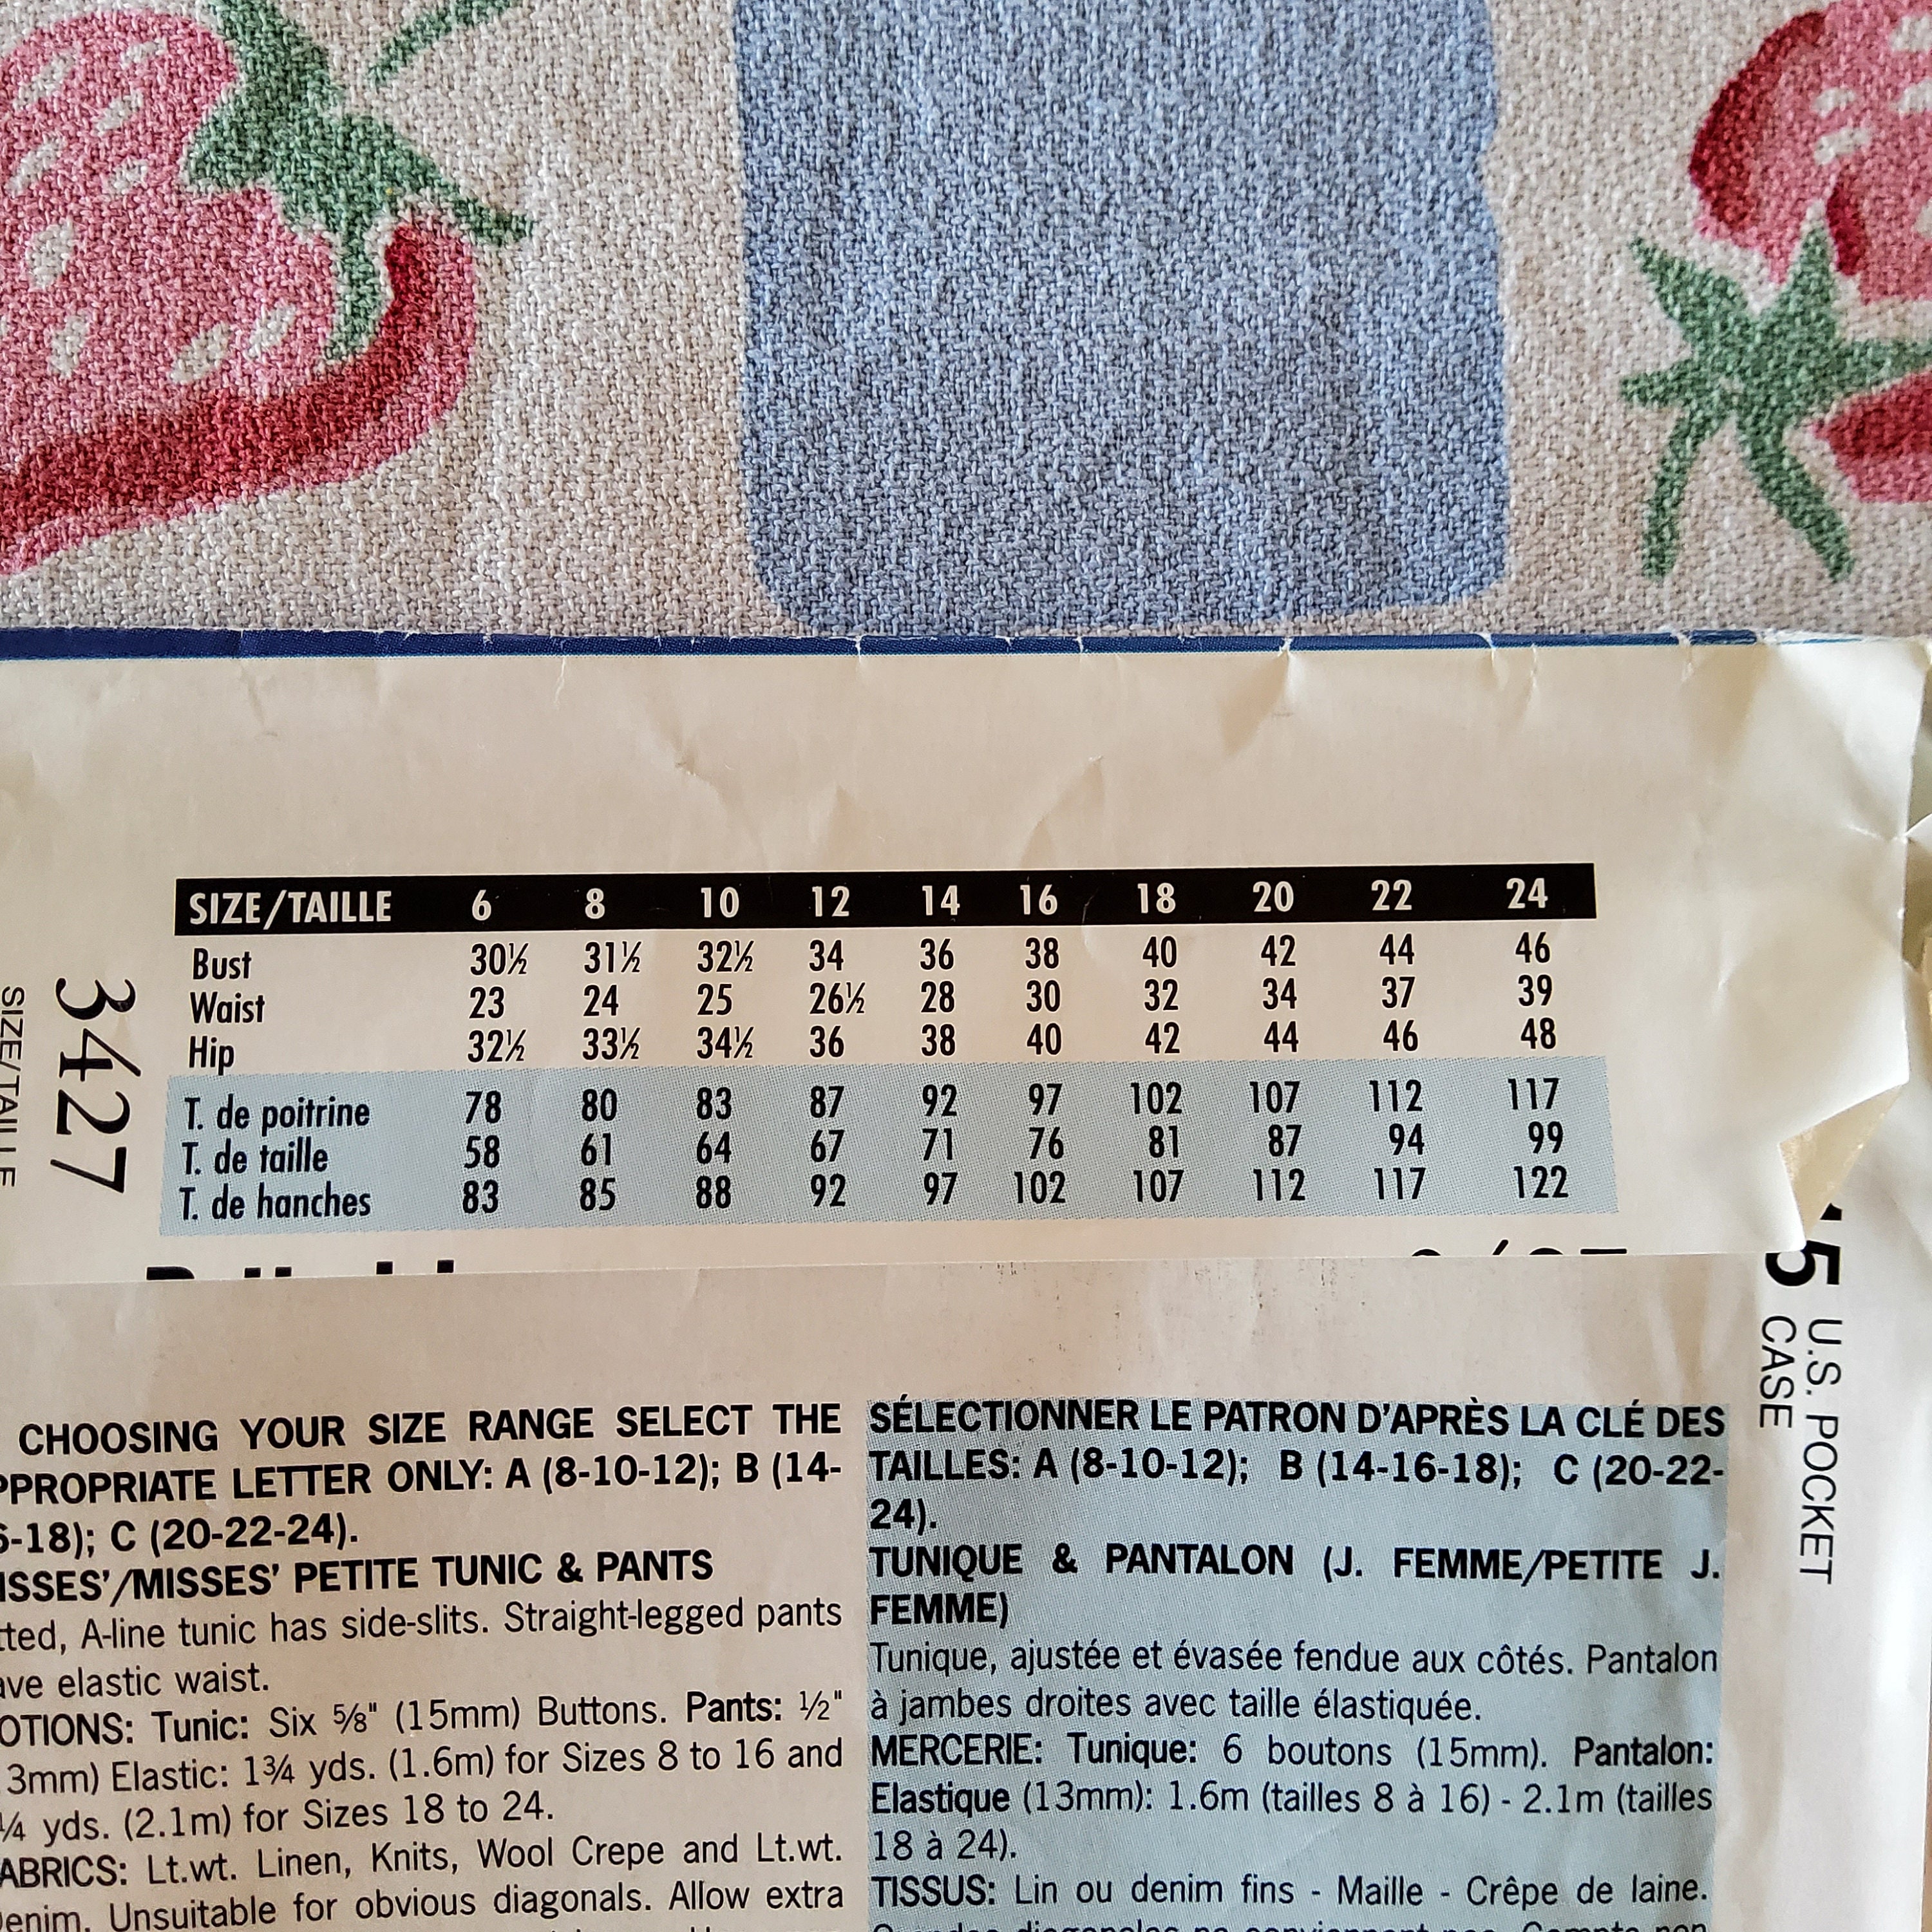 SIZE/TAILLE 6 8 10 12 14 16 18 20 22 24
Bust 30½ 31½ 32½ 34 36 38 40 42 44 46
Waist 23 24 25 26½ 28 30 32 34 37 39
Hip 32½ 33½ 34½ 36 38 40 42 44 46 48
T. de poitrine 78 80 83 87 92 97 102 107 112 117
T. de taille 58 61 64 67 71 76 81 87 94 99
T. de hanches 83 85 88 92 97 102 107 112 117 122
3427
SIZE/TAILLE
5 U.S. POCKET
CASE
CHOOSING YOUR SIZE RANGE SELECT THE
PPROPRIATE LETTER ONLY: A (8-10-12); B (14-
6-18); C (20-22-24).
ISSES'/MISSES' PETITE TUNIC & PANTS
tted, A-line tunic has side-slits. Straight-legged pants
ave elastic waist.
OTIONS: Tunic: Six ⅝" (15mm) Buttons. Pants: ½"
3mm) Elastic: 1¾ yds. (1.6m) for Sizes 8 to 16 and
¼ yds. (2.1m) for Sizes 18 to 24.
ABRICS: Lt.wt. Linen, Knits, Wool Crepe and Lt.wt.
enim. Unsuitable for obvious diagonals. Allow extra
SÉLECTIONNER LE PATRON D'APRÈS LA CLÉ DES
TAILLES: A (8-10-12); B (14-16-18); C (20-22-
24).
TUNIQUE & PANTALON (J. FEMME/PETITE J.
FEMME)
Tunique, ajustée et évasée fendue aux côtés. Pantalon
à jambes droites avec taille élastiquée.
MERCERIE: Tunique: 6 boutons (15mm). Pantalon:
Elastique (13mm): 1.6m (tailles 8 à 16) - 2.1m (tailles
18 à 24).
TISSUS: Lin ou denim fins - Maille - Crêpe de laine.